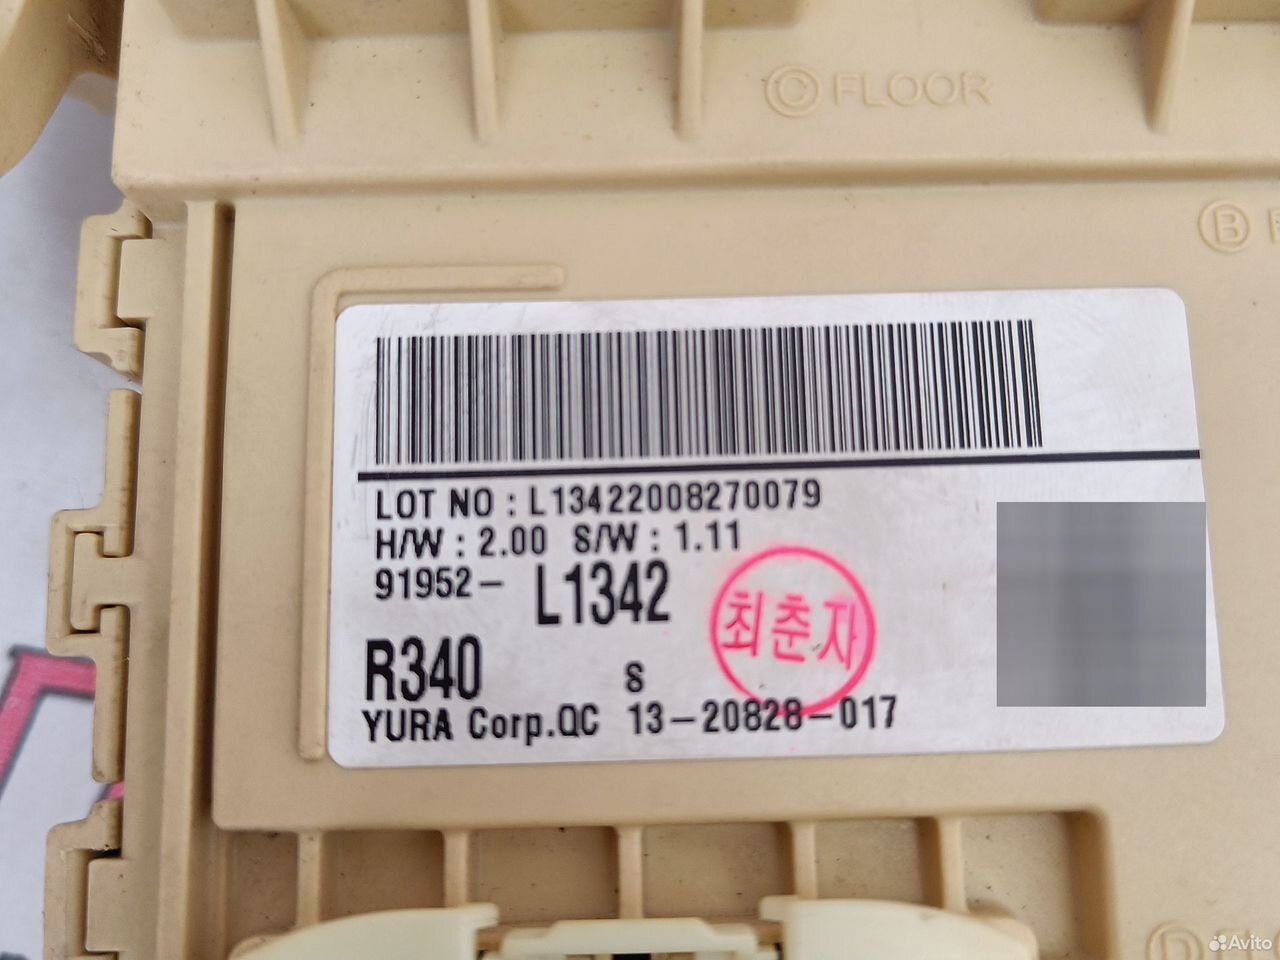 © FLOOR
Ⓑ
LOT NO : L13422008270079
H/W : 2.00 S/W : 1.11
91952- L1342
최춘자
R340 S
YURA Corp.QC 13-20828-017
Avito